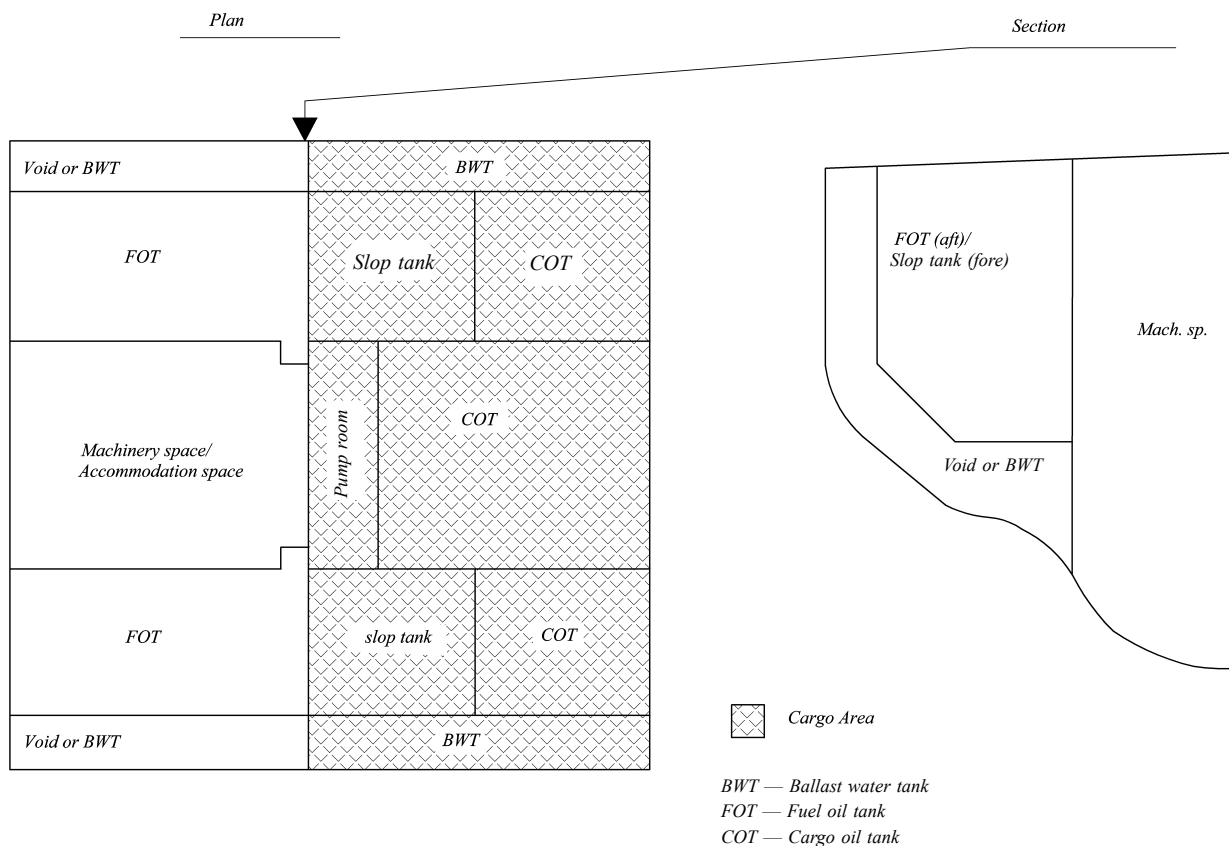 Plan
Section
Void or BWT
BWT
FOT
Slop tank
COT
Machinery space/
Accommodation space
Pump room
COT
FOT
slop tank
COT
Void or BWT
BWT
FOT (aft)/
Slop tank (fore)
Mach. sp.
Void or BWT
Cargo Area
BWT — Ballast water tank
FOT — Fuel oil tank
COT — Cargo oil tank